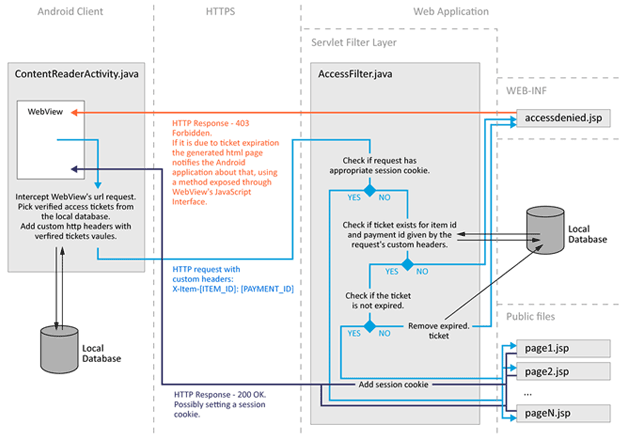 Android Client
HTTPS
Web Application
Servlet Filter Layer
ContentReaderActivity.java
WebView
Intercept WebView's url request.
Pick verified access tickets from
the local database.
Add custom http headers with
verfired tickets vaules.
Local
Database
HTTP Response - 403
Forbidden.
If it is due to ticket expiration
the generated html page
notifies the Android
application about that, using
a method exposed through
WebView's JavaScript
Interface.
HTTP request with
custom headers:
X-Item-[ITEM_ID]: [PAYMENT_ID]
HTTP Response - 200 OK.
Possibly setting a session
cookie.
AccessFilter.java
Check if request has
appropriate session cookie.
YES
NO
Check if ticket exists for item id
and payment id given by the
request's custom headers.
YES
NO
Check if the ticket
is not expired.
YES
NO
Remove expired.
ticket
Add session cookie
WEB-INF
accessdenied.jsp
Local
Database
Public files
page1.jsp
page2.jsp
...
pageN.jsp